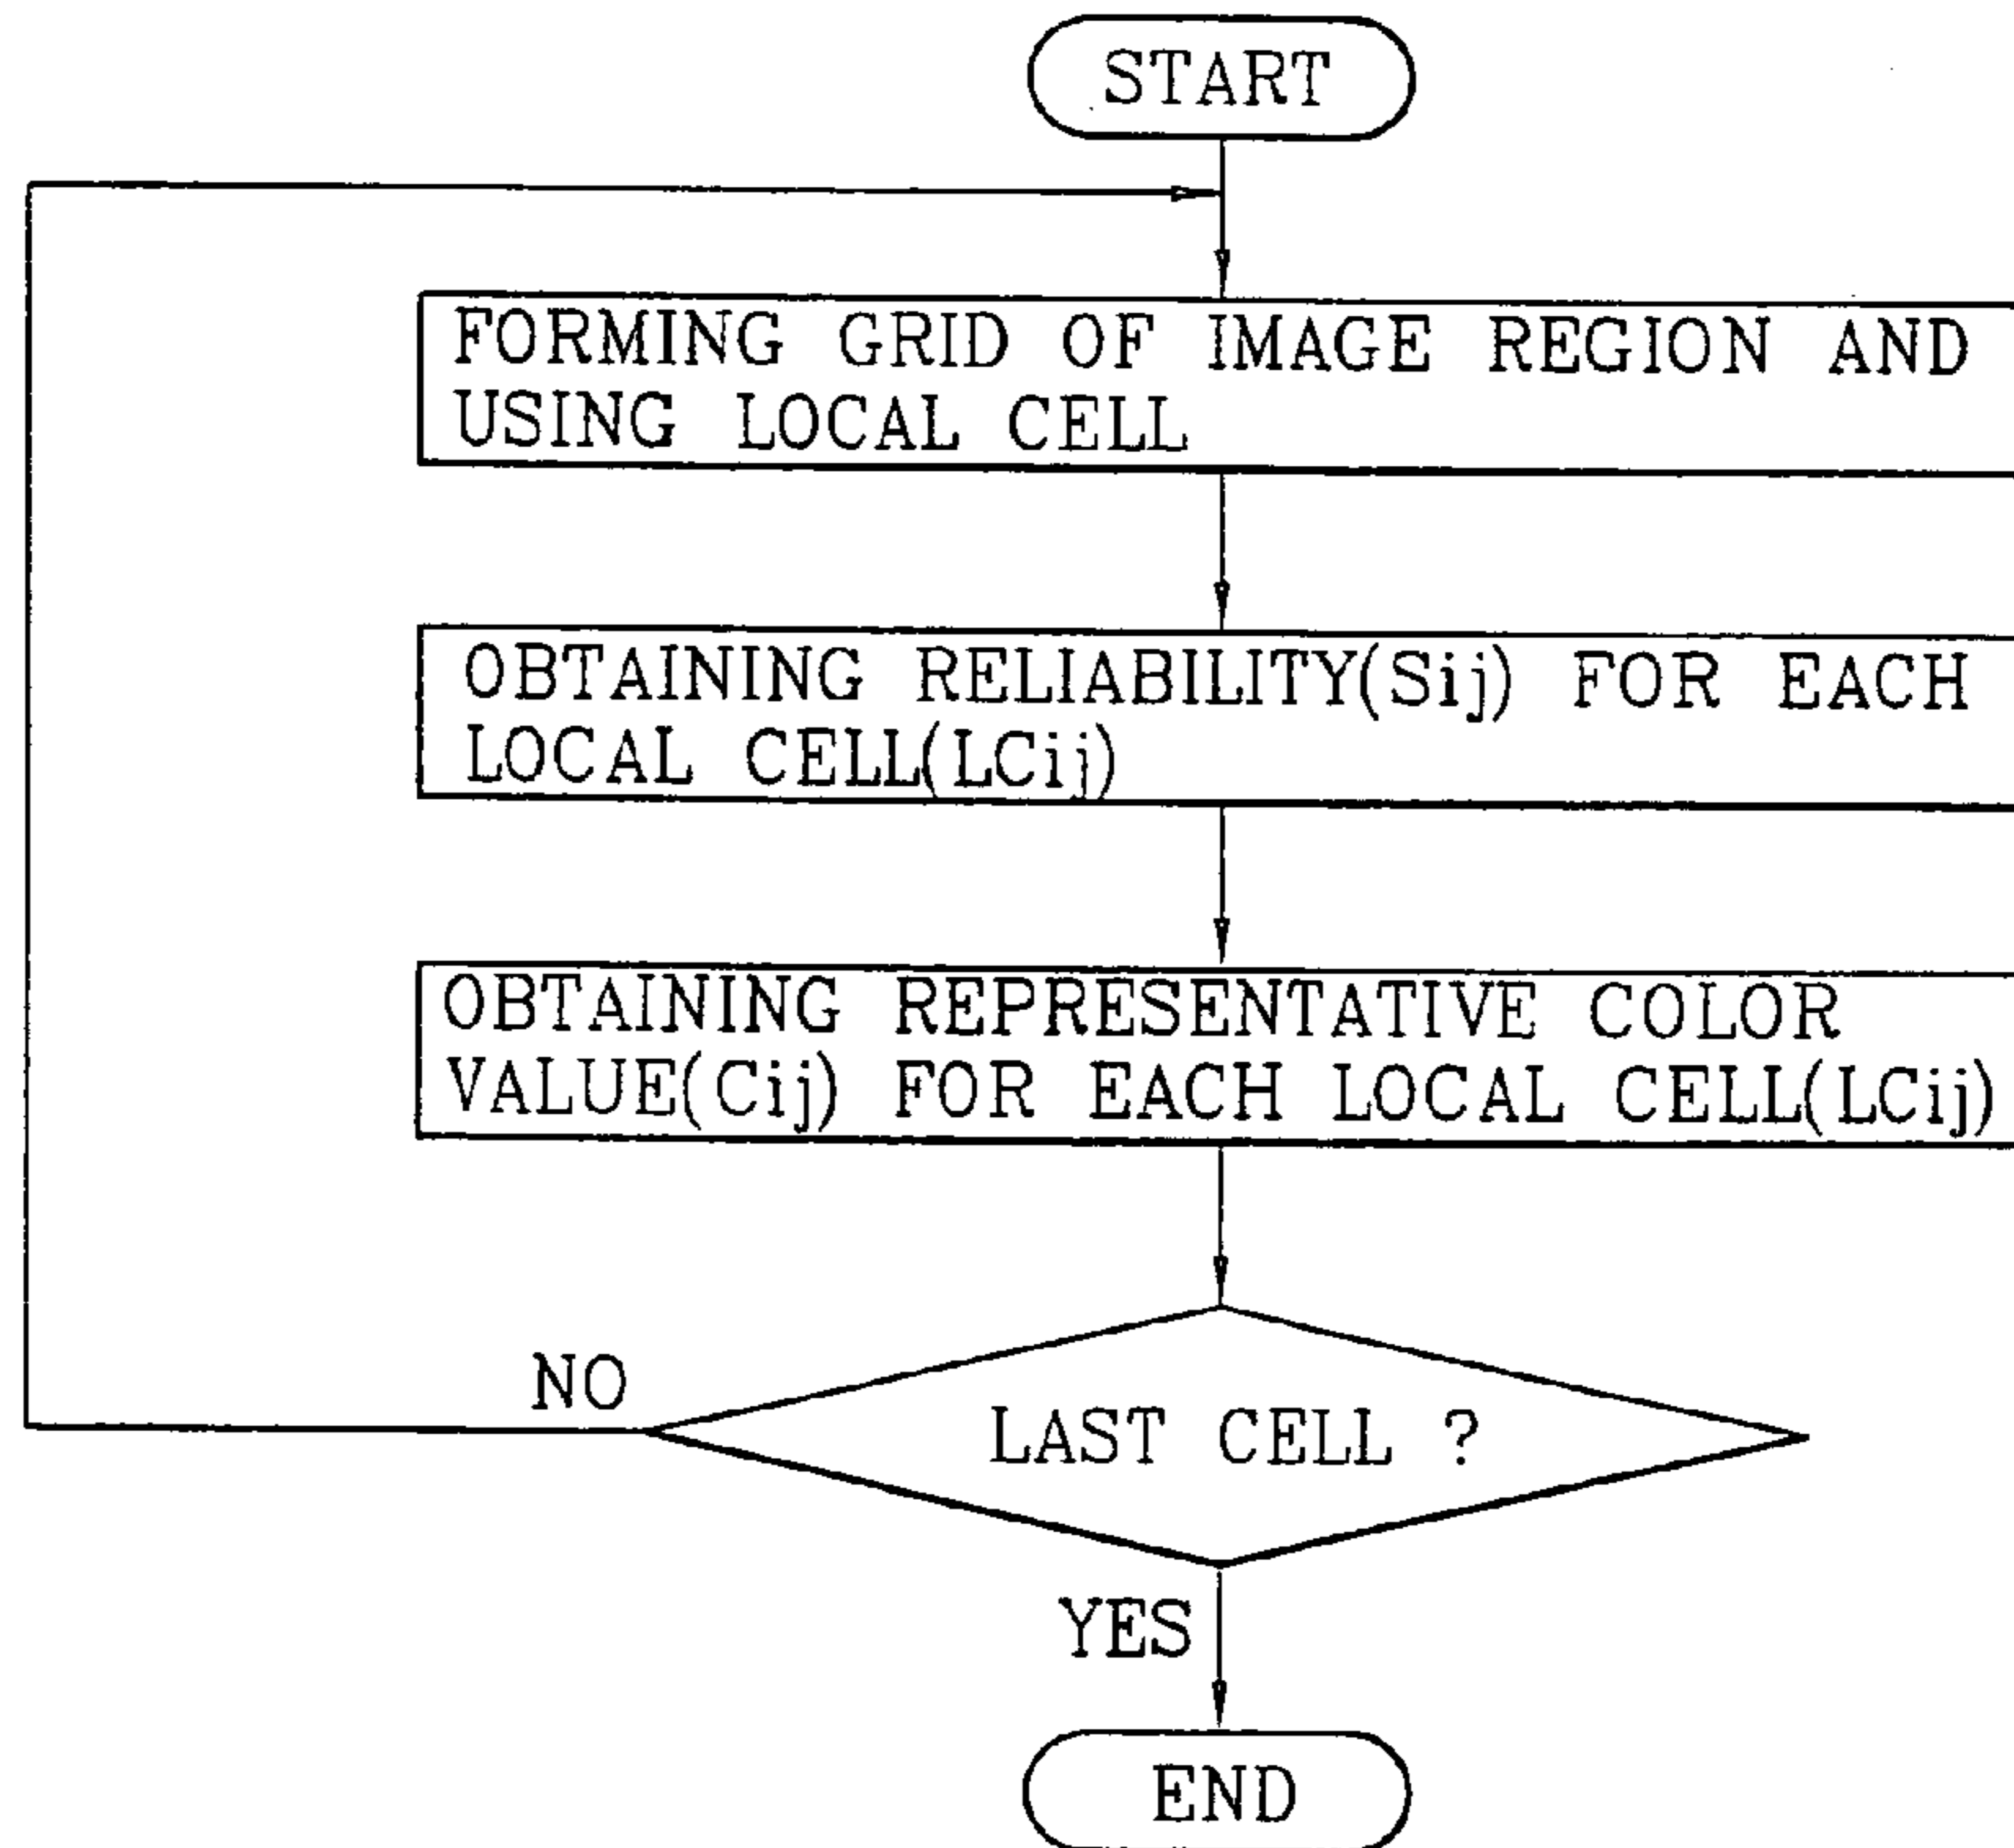 START
FORMING GRID OF IMAGE REGION AND
USING LOCAL CELL
OBTAINING RELIABILITY(Sij) FOR EACH
LOCAL CELL(LCij)
OBTAINING REPRESENTATIVE COLOR
VALUE(Cij) FOR EACH LOCAL CELL(LCij)
NO
LAST CELL ?
YES
END